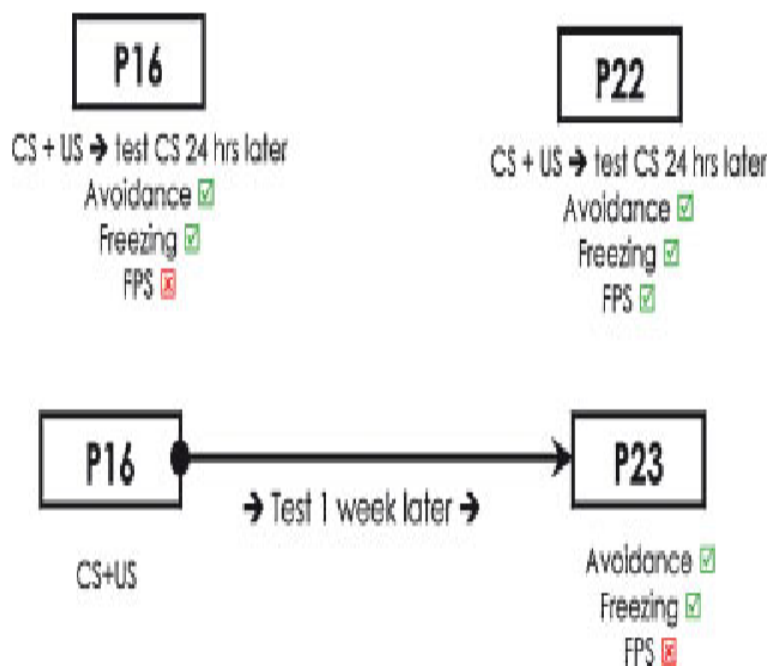 P16
CS + US → test CS 24 hrs later
Avoidance ☑
Freezing ☑
FPS ☒
P22
CS + US → test CS 24 hrs later
Avoidance ☑
Freezing ☑
FPS ☑
P16
→ Test 1 week later →
P23
CS+US
Avoidance ☑
Freezing ☑
FPS ☒